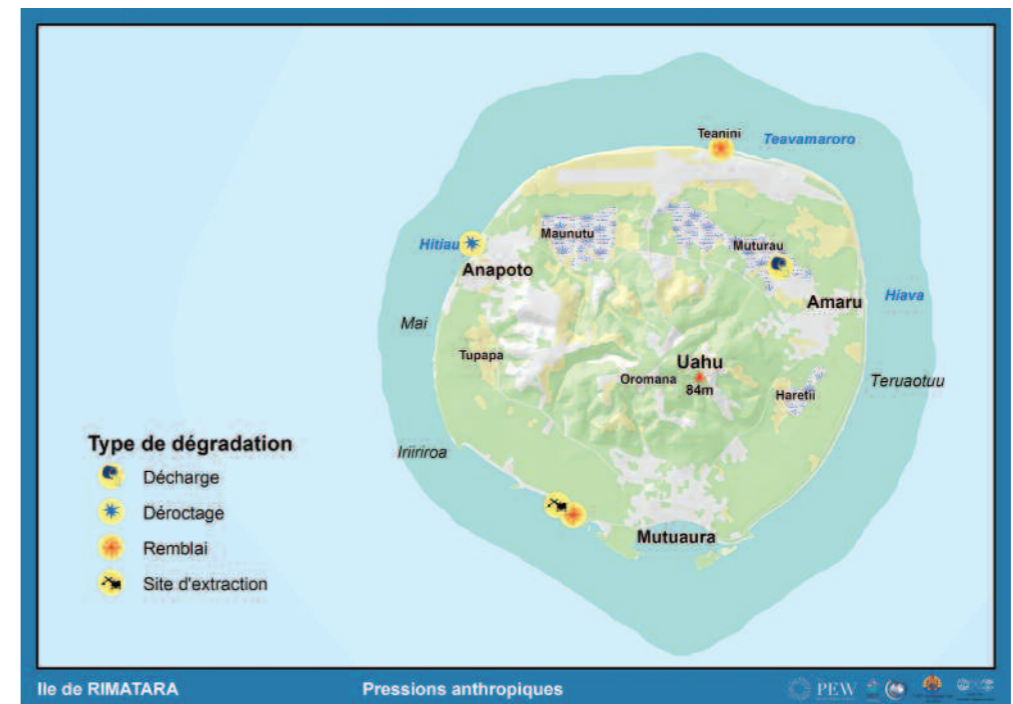 Teanini
Teavamaroro
Maunutu
Hitiau
Muturau
Anapoto
Amaru
Hiava
Mai
Tupapa
Uahu
Oromana
84m
Haretii
Teruaotuu
Type de dégradation
Iriiriroa
Décharge
Déroctage
Remblai
Mutuaura
Site d'extraction
Ile de RIMATARA
Pressions anthropiques
PEW